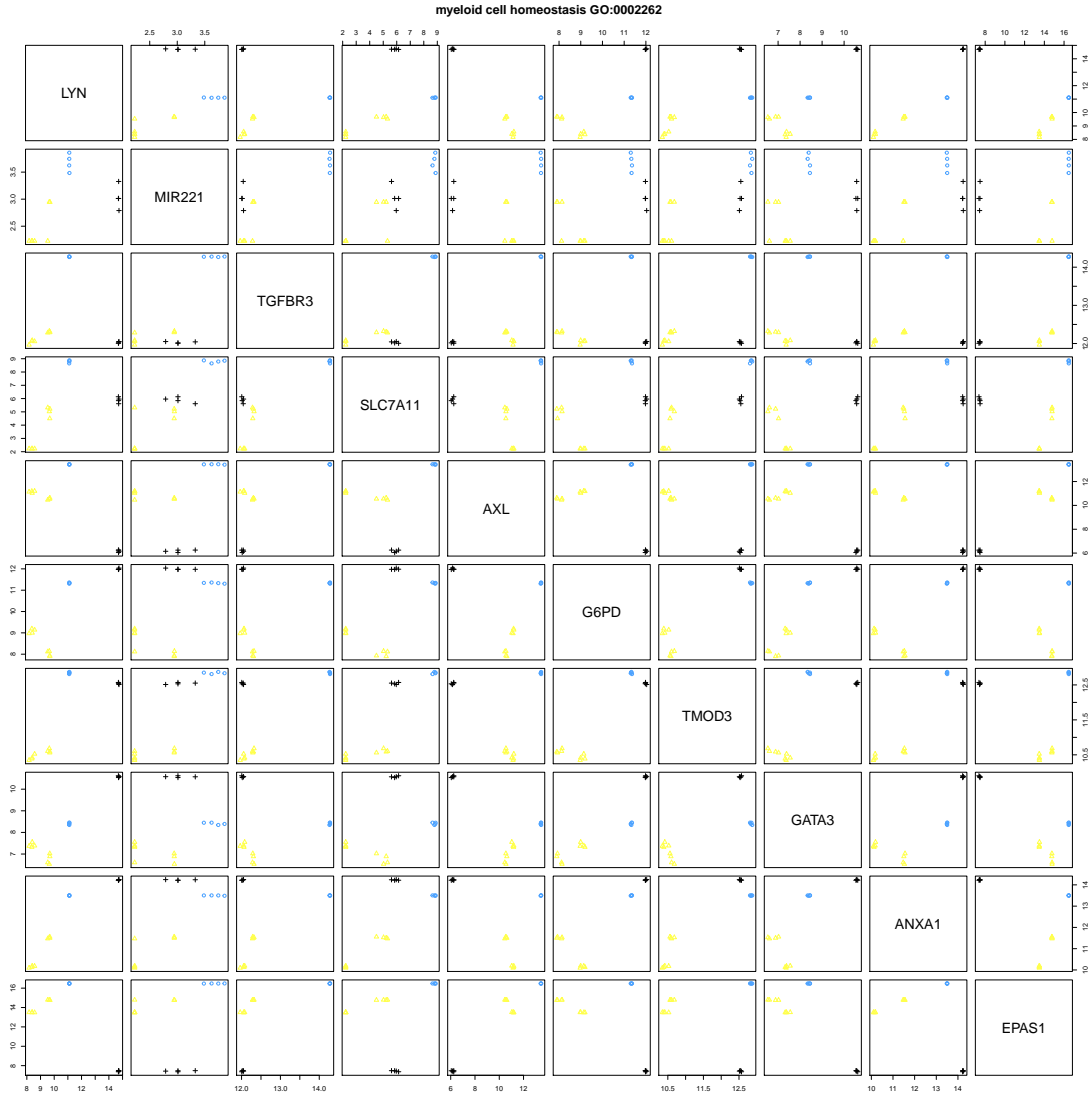 myeloid cell homeostasis GO:0002262
2.5 3.0 3.5
2 3 4 5 6 7 8 9
8 9 10 11 12
7 8 9 10
8 10 12 14 16
LYN
8 9 10 12 14
2.5 3.0 3.5
MIR221
TGFBR3
12.0 13.0 14.0
2 3 4 5 6 7 8 9
SLC7A11
AXL
6 8 10 12
8 9 10 11 12
G6PD
TMOD3
10.5 11.5 12.5
7 8 9 10
GATA3
ANXA1
10 11 12 13 14
8 10 12 14 16
EPAS1
8 9 10 12 14
12.0 13.0 14.0
6 8 10 12
10.5 11.5 12.5
10 11 12 13 14